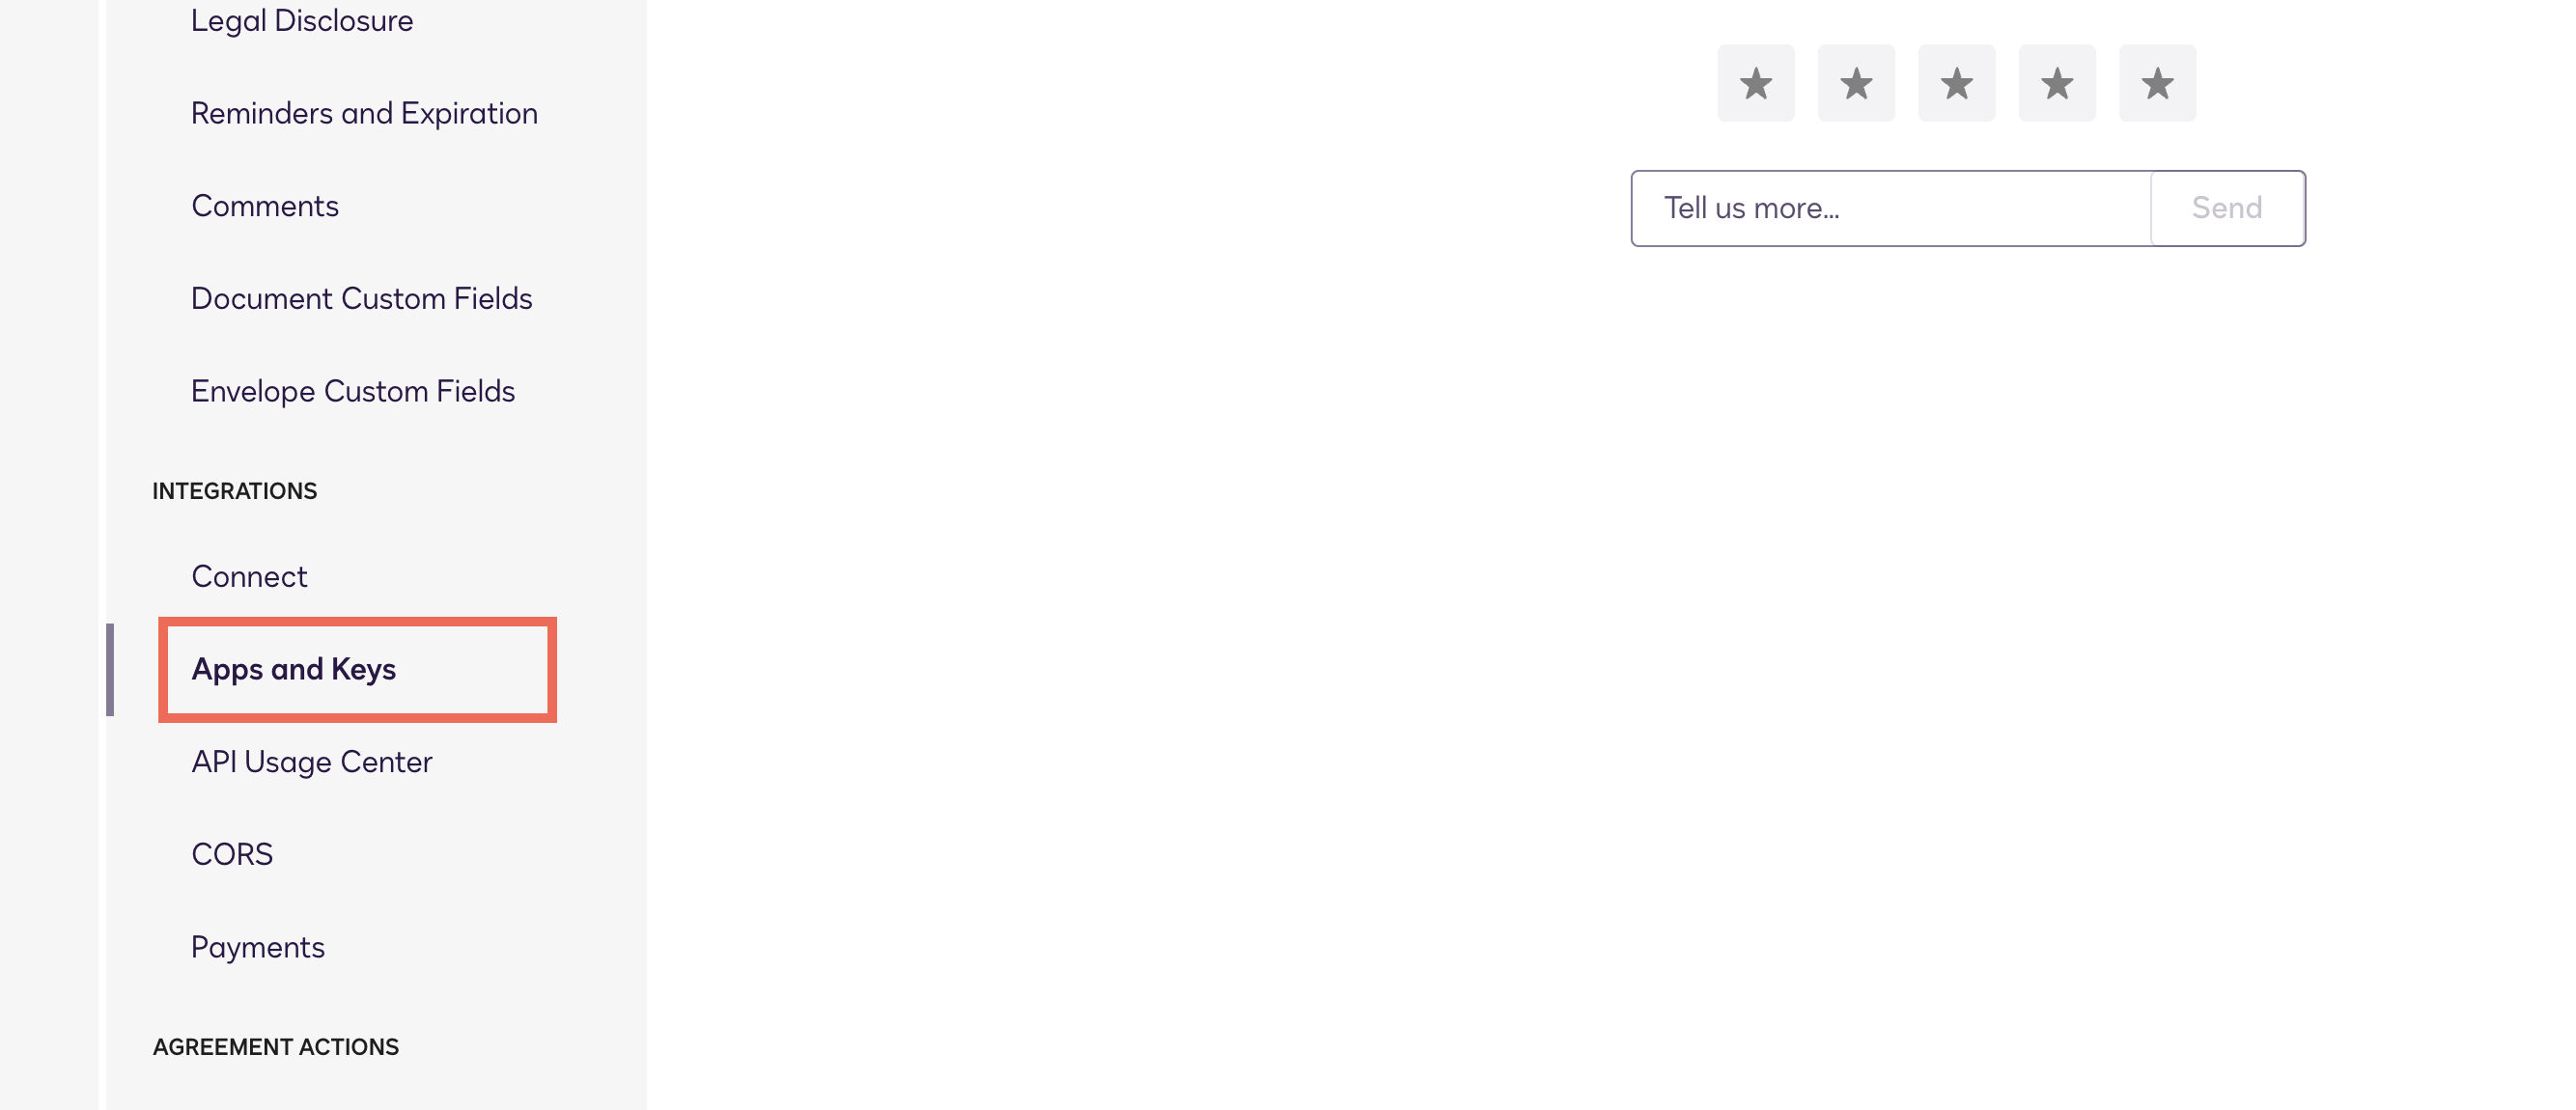 Legal Disclosure
Reminders and Expiration
Comments
Document Custom Fields
Envelope Custom Fields
INTEGRATIONS
Connect
Apps and Keys
API Usage Center
CORS
Payments
AGREEMENT ACTIONS
Tell us more...
Send